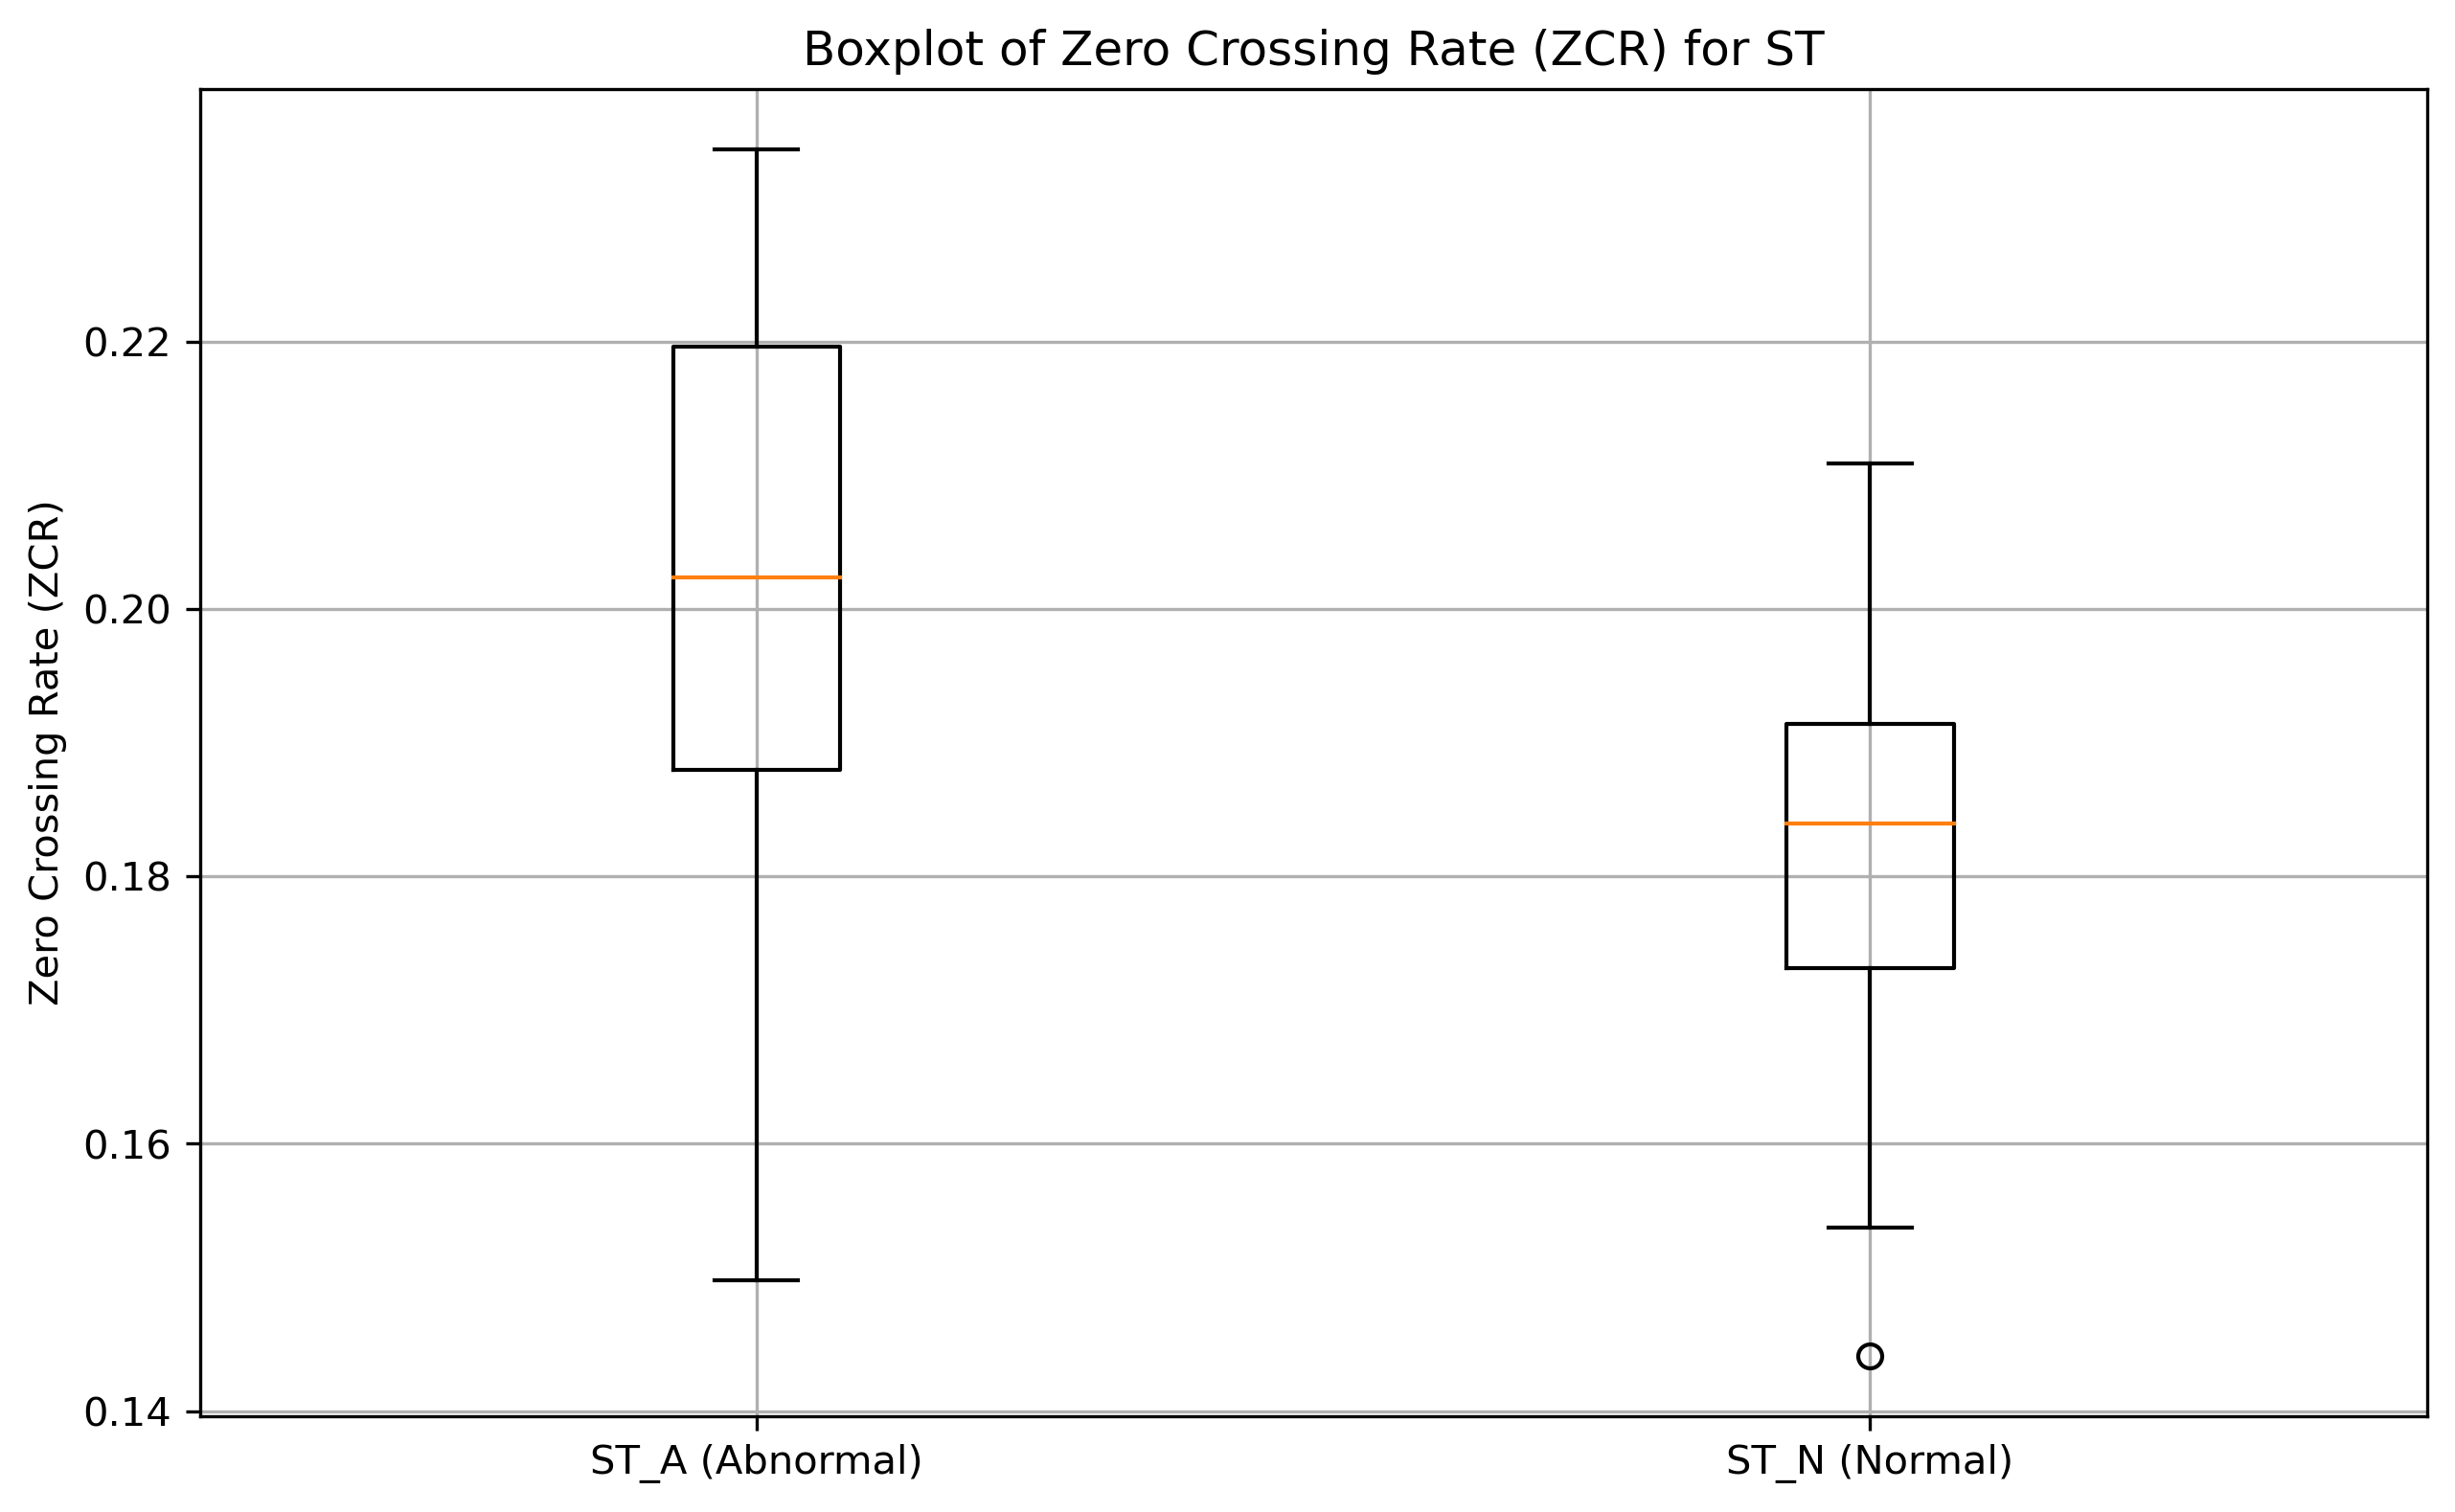 Boxplot of Zero Crossing Rate (ZCR) for ST
Zero Crossing Rate (ZCR)
0.22
0.20
0.18
0.16
0.14
ST_A (Abnormal)
ST_N (Normal)